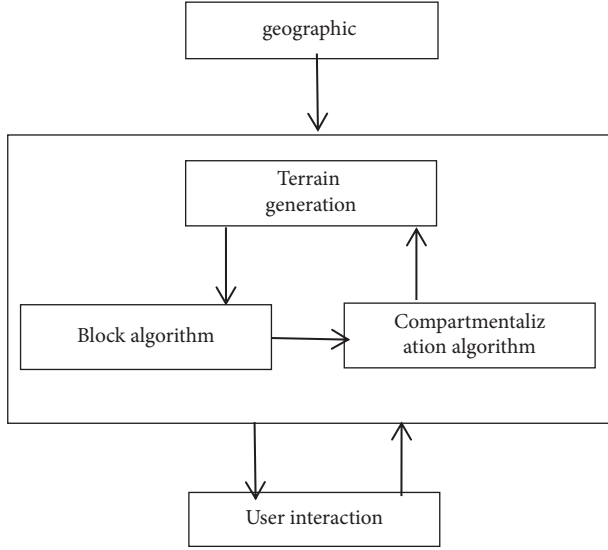 geographic
Terrain
generation
Block algorithm
Compartmentaliz
ation algorithm
User interaction